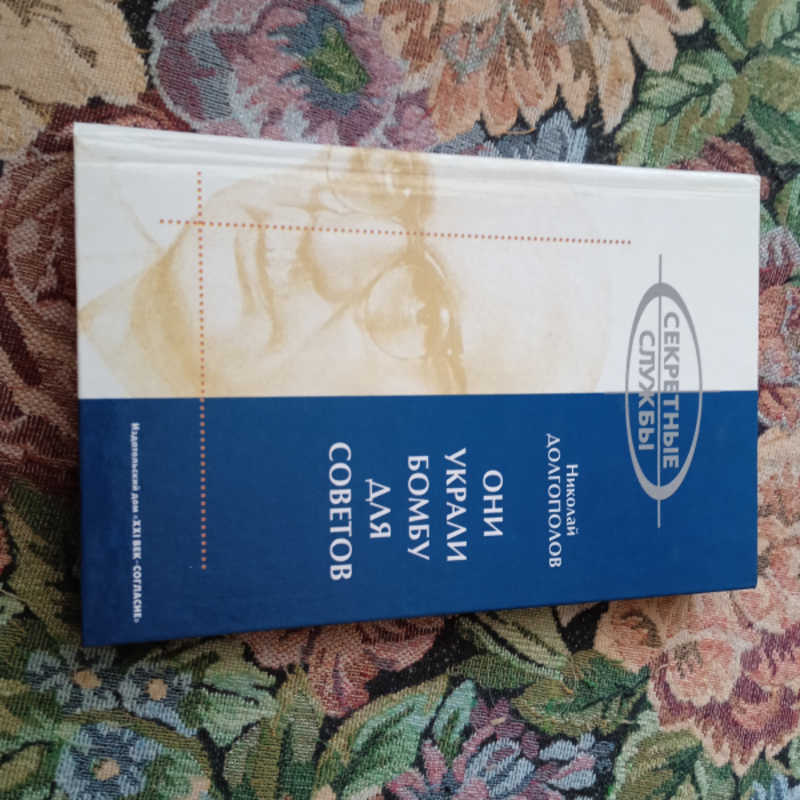 СЕКРЕТНЫЕ
СЛУЖБЫ
Николай
ДОЛГОПОЛОВ
ОНИ
УКРАЛИ
БОМБУ
ДЛЯ
СОВЕТОВ
Издательский дом «XXI ВЕК–СОГЛАСИЕ»